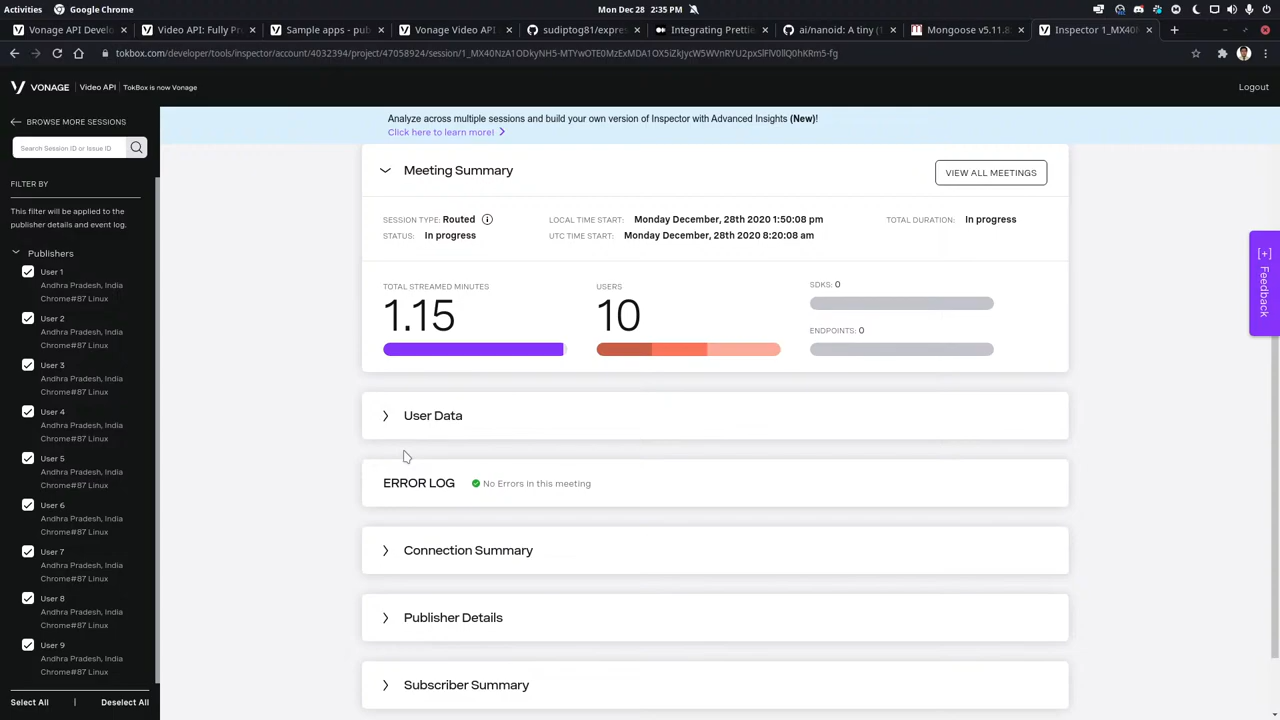 Activities Google Chrome Mon Dec 28 2:35 PM
Vonage API Devel Video API: Fully Pr Sample apps - pub Vonage Video API sudiptog81/expres Integrating Prettie ai/nanoid: A tiny ( Mongoose v5.11.8 Inspector 1_MX40
tokbox.com/developer/tools/inspector/account/4032394/project/47058924/session/1_MX40NzA1ODkyNH5-MTYwOTE0MzExMDA1OX5iZkJycW5WVnRYU2pxSlFIV0llQ0hKRm5-fg
VONAGE Video API TokBox is now Vonage Logout
BROWSE MORE SESSIONS
Search Session ID or Issue ID
FILTER BY
This filter will be applied to the
publisher details and event log.
Publishers
User 1
Andhra Pradesh, India
Chrome#87 Linux
User 2
Andhra Pradesh, India
Chrome#87 Linux
User 3
Andhra Pradesh, India
Chrome#87 Linux
User 4
Andhra Pradesh, India
Chrome#87 Linux
User 5
Andhra Pradesh, India
Chrome#87 Linux
User 6
Andhra Pradesh, India
Chrome#87 Linux
User 7
Andhra Pradesh, India
Chrome#87 Linux
User 8
Andhra Pradesh, India
Chrome#87 Linux
User 9
Andhra Pradesh, India
Chrome#87 Linux
Select All | Deselect All
Analyze across multiple sessions and build your own version of Inspector with Advanced Insights (New)!
Click here to learn more!
Meeting Summary VIEW ALL MEETINGS
SESSION TYPE: Routed LOCAL TIME START: Monday December, 28th 2020 1:50:08 pm TOTAL DURATION: In progress
STATUS: In progress UTC TIME START: Monday December, 28th 2020 8:20:08 am
TOTAL STREAMED MINUTES USERS SDKS: 0
1.15 10
ENDPOINTS: 0
User Data
ERROR LOG No Errors in this meeting
Connection Summary
Publisher Details
Subscriber Summary
[+] Feedback